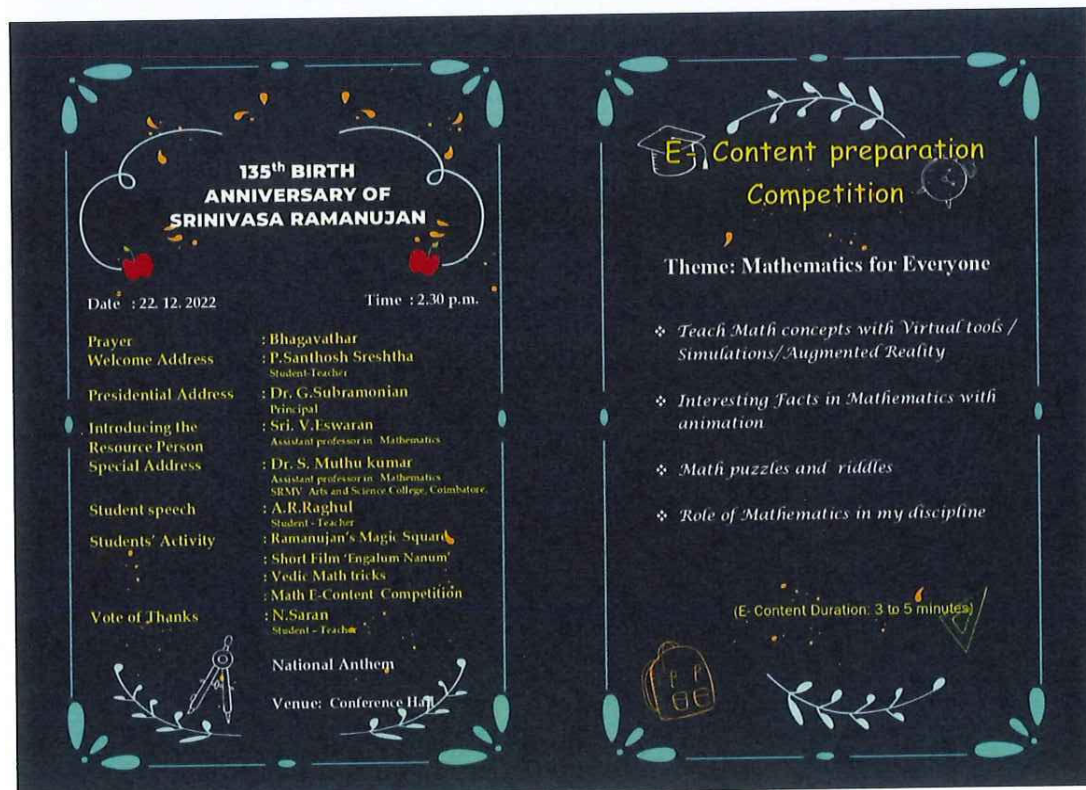 135th BIRTH
ANNIVERSARY OF
SRINIVASA RAMANUJAN
Date : 22. 12. 2022 Time : 2.30 p.m.
Prayer : Bhagavathar
Welcome Address : P.Santhosh Sreshtha
Student-Teacher
Presidential Address : Dr. G.Subramonian
Principal
Introducing the : Sri. V.Eswaran
Resource Person Assistant professor in Mathematics
Special Address : Dr. S. Muthu kumar
Assistant professor in Mathematics
SRMV Arts and Science College, Coimbatore.
Student speech : A.R.Raghul
Student - Teacher
Students' Activity : Ramanujan's Magic Square
: Short Film 'Engalum Nanum'
: Vedic Math tricks
: Math E-Content Competition
Vote of Thanks : N.Saran
Student – Teacher
National Anthem
Venue: Conference Hall
E- Content preparation
Competition
Theme: Mathematics for Everyone
❖ Teach Math concepts with Virtual tools /
Simulations/Augmented Reality
❖ Interesting Facts in Mathematics with
animation
❖ Math puzzles and riddles
❖ Role of Mathematics in my discipline
(E- Content Duration: 3 to 5 minutes)